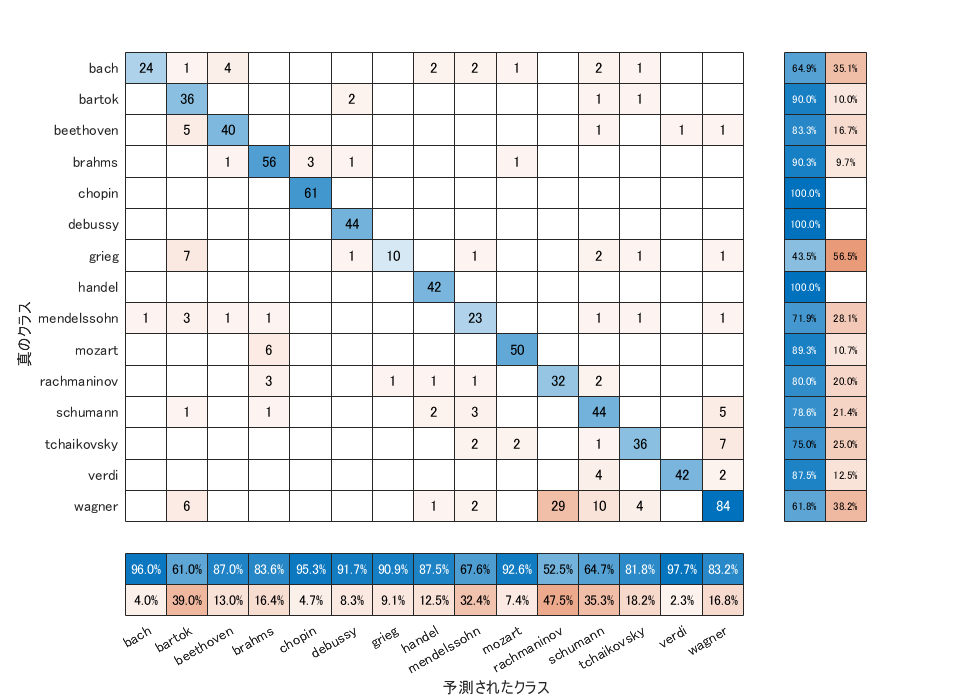 bach 24 1 4 2 2 1 2 1 64.9% 35.1%
bartok 36 2 1 1 90.0% 10.0%
beethoven 5 40 1 1 1 83.3% 16.7%
brahms 1 56 3 1 1 90.3% 9.7%
chopin 61 100.0%
debussy 44 100.0%
grieg 7 1 10 1 2 1 1 43.5% 56.5%
handel 42 100.0%
真のクラス
mendelssohn 1 3 1 1 23 1 1 1 71.9% 28.1%
mozart 6 50 89.3% 10.7%
rachmaninov 3 1 1 1 32 2 80.0% 20.0%
schumann 1 1 2 3 44 5 78.6% 21.4%
tchaikovsky 2 2 1 36 7 75.0% 25.0%
verdi 4 42 2 87.5% 12.5%
wagner 6 1 2 29 10 4 84 61.8% 38.2%
96.0% 61.0% 87.0% 83.6% 95.3% 91.7% 90.9% 87.5% 67.6% 92.6% 52.5% 64.7% 81.8% 97.7% 83.2%
4.0% 39.0% 13.0% 16.4% 4.7% 8.3% 9.1% 12.5% 32.4% 7.4% 47.5% 35.3% 18.2% 2.3% 16.8%
bach bartok beethoven brahms chopin debussy grieg handel mendelssohn mozart rachmaninov schumann tchaikovsky verdi wagner
予測されたクラス